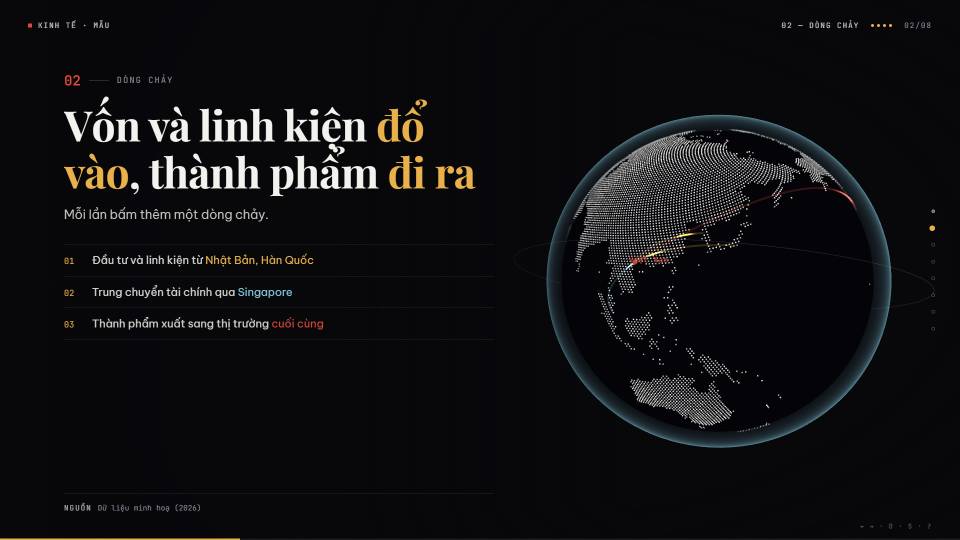 KINH TẾ · MẪU
02 — DÒNG CHẢY
02/08
02 — DÒNG CHẢY
Vốn và linh kiện đổ
vào, thành phẩm đi ra
Mỗi lần bấm thêm một dòng chảy.
01 Đầu tư và linh kiện từ Nhật Bản, Hàn Quốc
02 Trung chuyển tài chính qua Singapore
03 Thành phẩm xuất sang thị trường cuối cùng
NGUỒN Dữ liệu minh hoạ (2026)